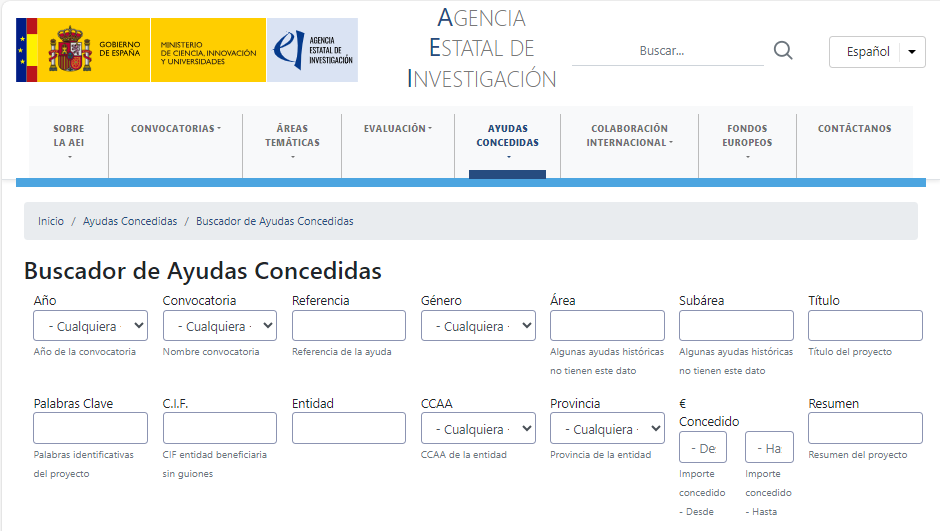 GOBIERNO
DE ESPAÑA
MINISTERIO
DE CIENCIA, INNOVACIÓN
Y UNIVERSIDADES
AGENCIA
ESTATAL DE
INVESTIGACIÓN
AGENCIA
ESTATAL DE
INVESTIGACIÓN
Buscar...
Español
SOBRE
LA AEI
CONVOCATORIAS
ÁREAS
TEMÁTICAS
EVALUACIÓN
AYUDAS
CONCEDIDAS
COLABORACIÓN
INTERNACIONAL
FONDOS
EUROPEOS
CONTÁCTANOS
Inicio / Ayudas Concedidas / Buscador de Ayudas Concedidas
Buscador de Ayudas Concedidas
Año Convocatoria Referencia Género Área Subárea Título
- Cualquiera - - Cualquiera - - Cualquiera -
Año de la convocatoria Nombre convocatoria Referencia de la ayuda Algunas ayudas históricas Algunas ayudas históricas Título del proyecto
no tienen este dato no tienen este dato
Palabras Clave C.I.F. Entidad CCAA Provincia € Resumen
Concedido
- Cualquiera - - Cualquiera - - De - Ha
Palabras identificativas CIF entidad beneficiaria CCAA de la entidad Provincia de la entidad Resumen del proyecto
del proyecto sin guiones Importe Importe
concedido concedido
- Desde - Hasta